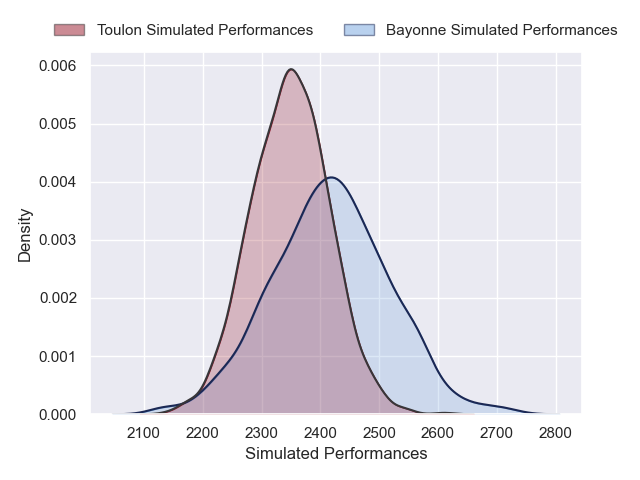 Toulon Simulated Performances Bayonne Simulated Performances
0.006
0.005
0.004
0.003
0.002
0.001
0.000
Density
2100 2200 2300 2400 2500 2600 2700 2800
Simulated Performances